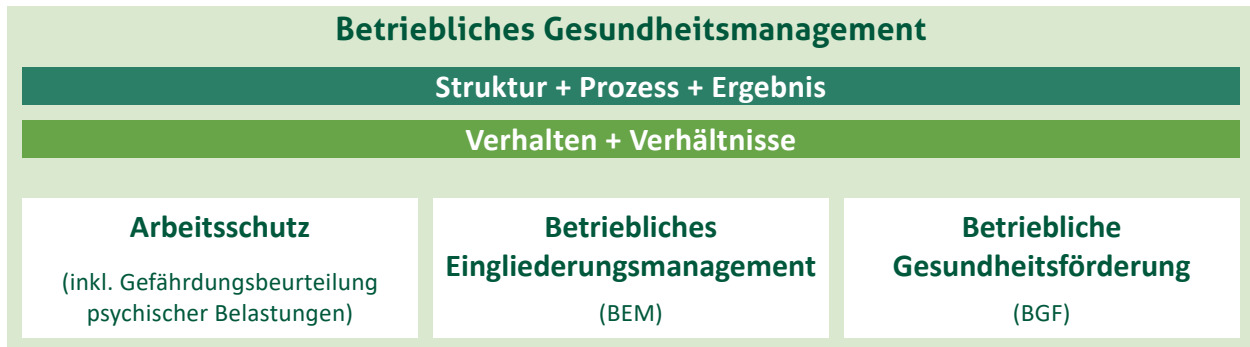 Betriebliches Gesundheitsmanagement
Struktur + Prozess + Ergebnis
Verhalten + Verhältnisse
Arbeitsschutz
(inkl. Gefährdungsbeurteilung
psychischer Belastungen)
Betriebliches
Eingliederungsmanagement
(BEM)
Betriebliche
Gesundheitsförderung
(BGF)